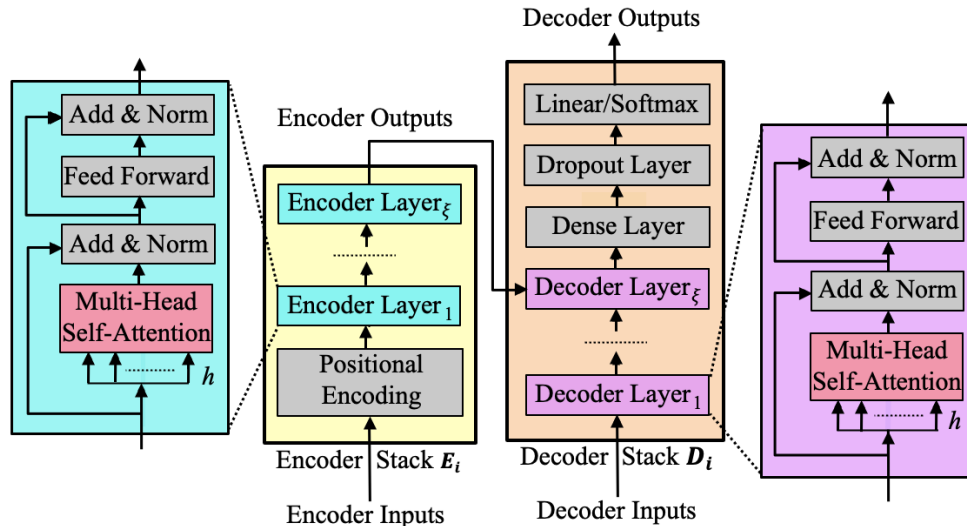 Decoder Outputs
Add & Norm
Feed Forward
Add & Norm
Multi-Head
Self-Attention
h
Encoder Outputs
Encoder Layerξ
Encoder Layer1
Positional
Encoding
Encoder Stack Ei
Encoder Inputs
Linear/Softmax
Dropout Layer
Dense Layer
Decoder Layerξ
Decoder Layer1
Decoder Stack Di
Decoder Inputs
Add & Norm
Feed Forward
Add & Norm
Multi-Head
Self-Attention
h